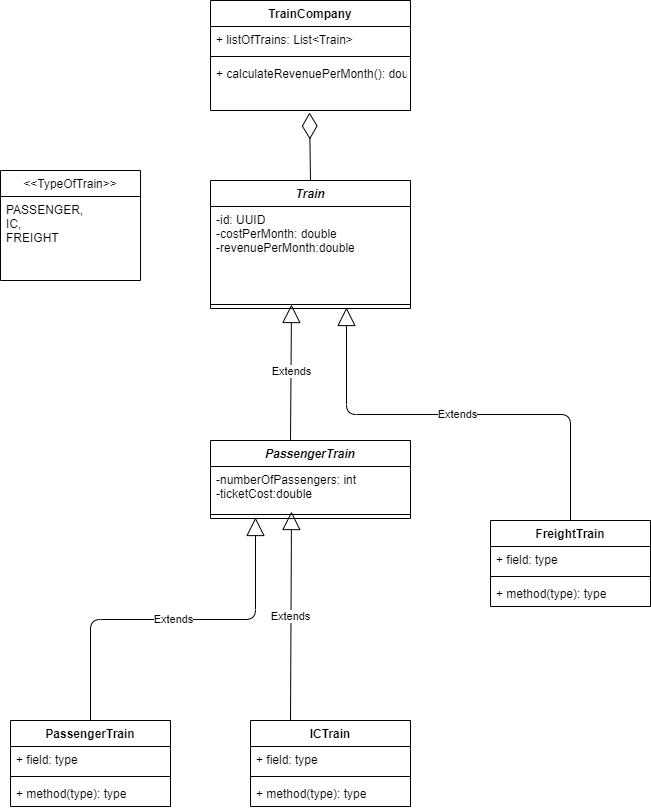 TrainCompany
+ listOfTrains: List<Train>
+ calculateRevenuePerMonth(): dou
<<TypeOfTrain>>
PASSENGER,
IC,
FREIGHT
Train
-id: UUID
-costPerMonth: double
-revenuePerMonth:double
Extends
Extends
PassengerTrain
-numberOfPassengers: int
-ticketCost:double
FreightTrain
+ field: type
+ method(type): type
Extends
Extends
PassengerTrain
+ field: type
+ method(type): type
ICTrain
+ field: type
+ method(type): type